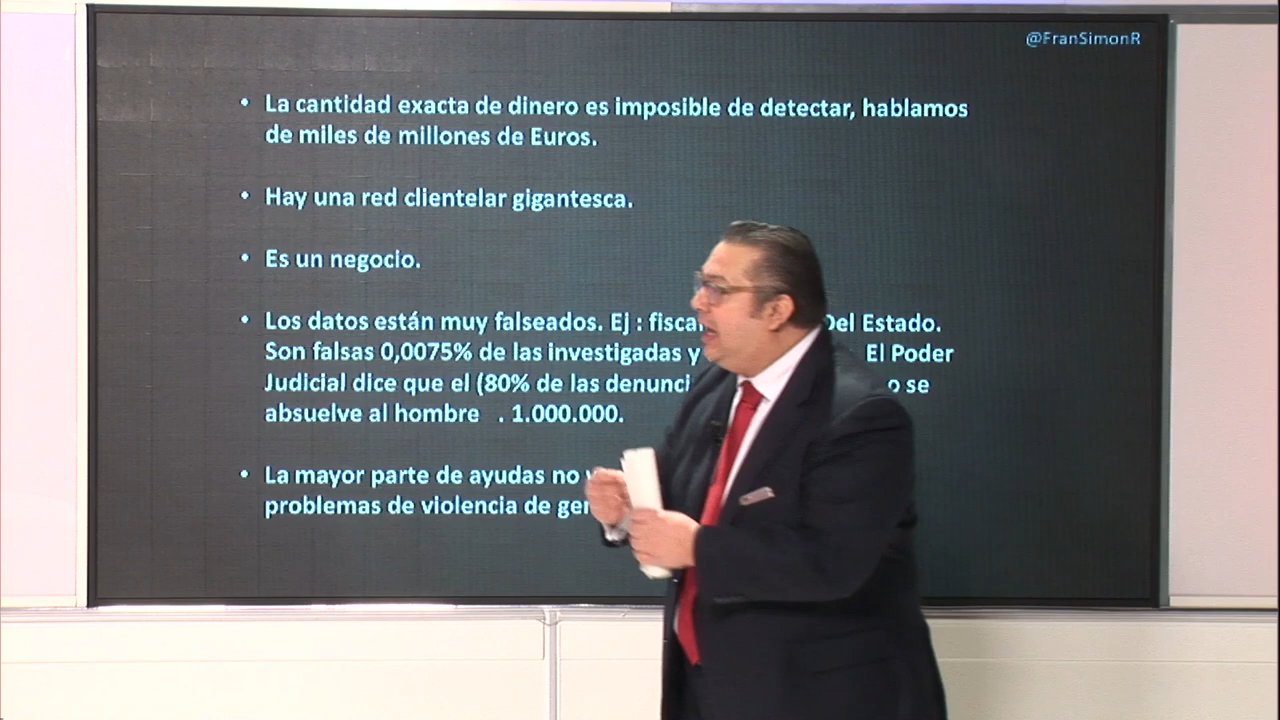 @FranSimonR
• La cantidad exacta de dinero es imposible de detectar, hablamos
de miles de millones de Euros.
• Hay una red clientelar gigantesca.
• Es un negocio.
• Los datos están muy falseados. Ej : Del Estado.
Son falsas 0,0075% de las investigadas y El Poder
Judicial dice que el (80% de las se
absuelve al hombre . 1.000.000.
• La mayor parte de ayudas no
problemas de violencia de